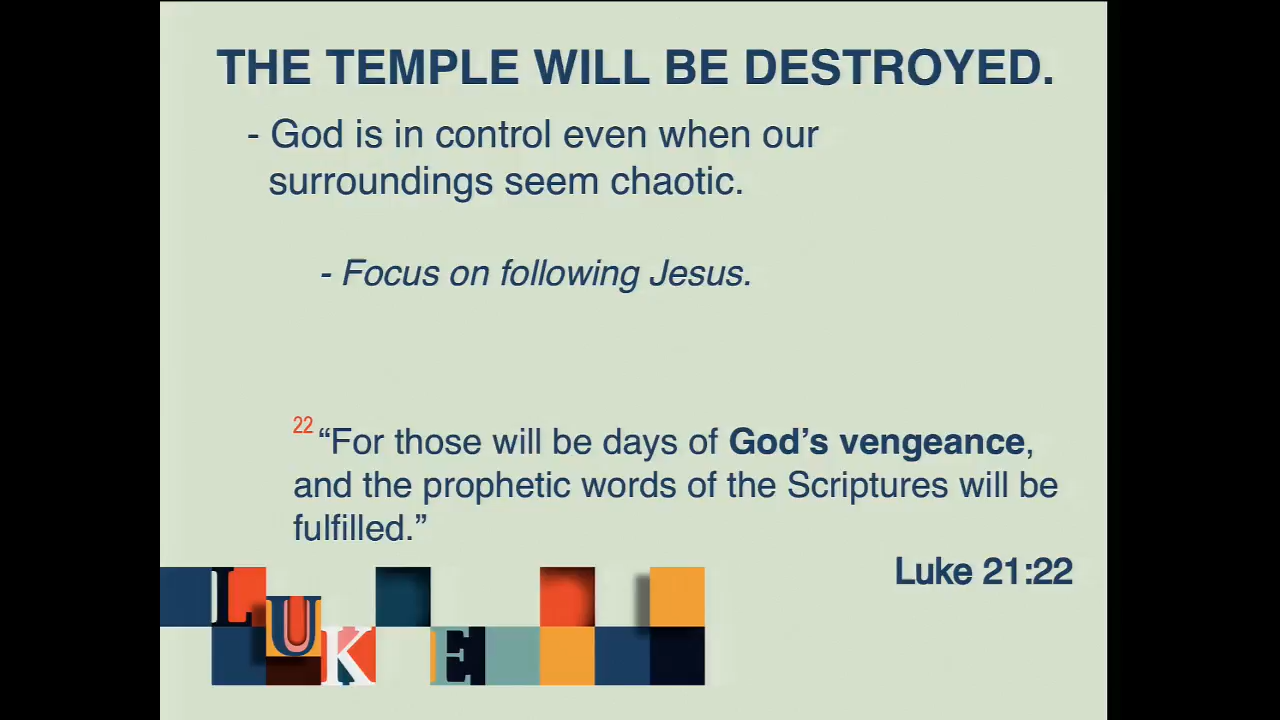 THE TEMPLE WILL BE DESTROYED.
- God is in control even when our
surroundings seem chaotic.
- Focus on following Jesus.
22 “For those will be days of God’s vengeance,
and the prophetic words of the Scriptures will be
fulfilled.”
Luke 21:22
LUKE